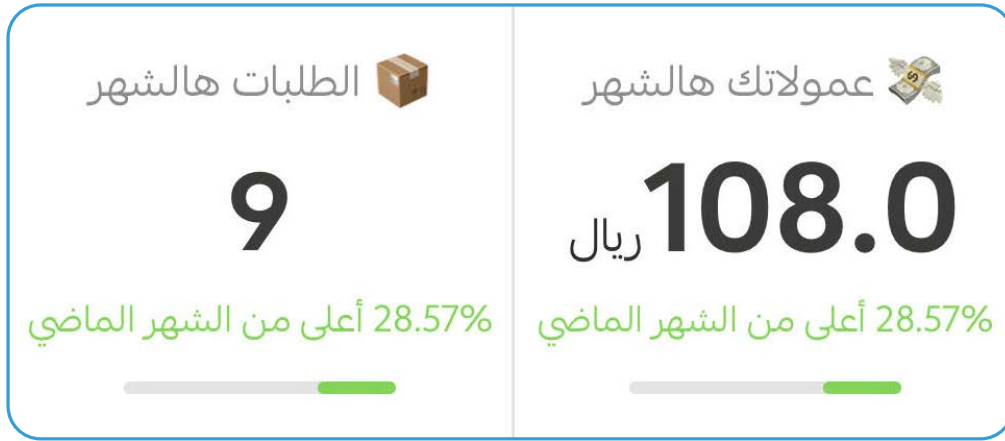 عمولاتك هالشهر
108.0 ريال
28.57% أعلى من الشهر الماضي
الطلبات هالشهر
9
28.57% أعلى من الشهر الماضي